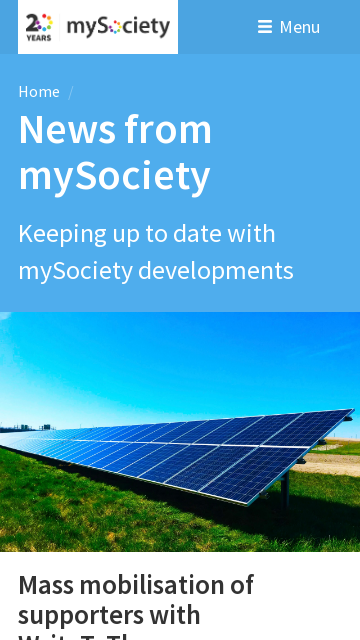 20 YEARS mySociety
Menu
Home /
News from
mySociety
Keeping up to date with
mySociety developments
Mass mobilisation of
supporters with